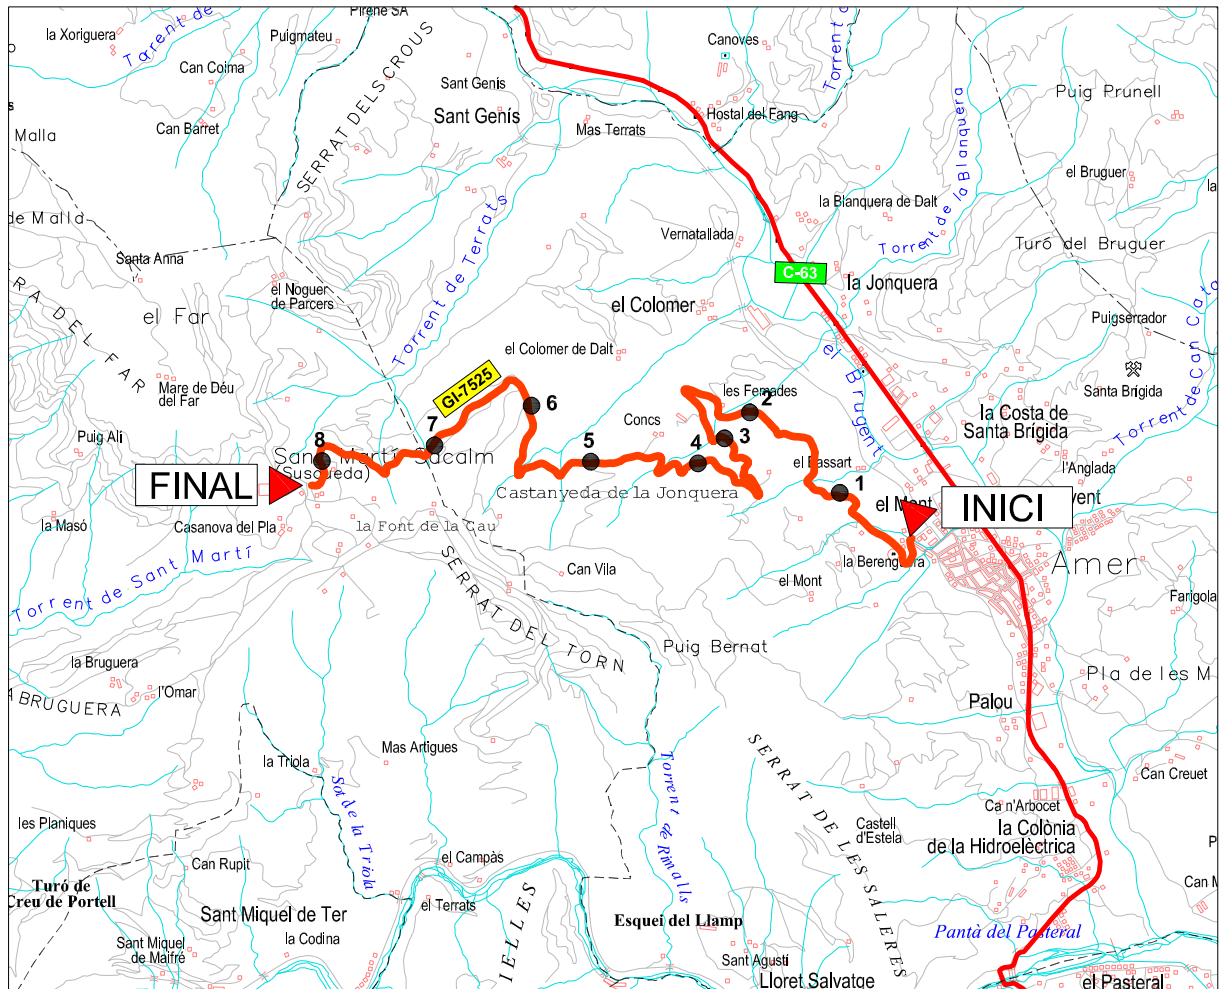 Pirene SA
Torrent de
la Xoriguera
Puigmateu
Canoves
Torrent d
Can Coima
Sant Genís
Puig Prunell
SERRAT DELS CROUS
Hostal del Fang
Sant Genís
Can Barret
Mas Terrats
Malla
Torrent de la Blanquera
el Bruguer
la
de Malla
la Blanquera de Dalt
Torrent de Terrats
Vernatallada
Turó del Bruguer
Santa Anna
C-63
la Jonquera
el Noguer
de Parcers
el Colomer
el Far
Puigserrador
RA DEL FAR
el Brugent
el Colomer de Dalt
Torrent de Can Cato
Mare de Déu
del Far
GI-7525
les Ferrades
Santa Brígida
6
2
la Costa de
Santa Brígida
Concs
Puig Alí
7
3
8
5
4
Sant Martí Sacalm
(Susqueda)
el Bassart
l'Anglada
FINAL
Castanyeda de la Jonquera
1
el Mont
INICI
vent
la Masó
Casanova del Pla
la Font de la Cau
Torrent de Sant Martí
la Berenguera
Amer
Can Vila
el Mont
Farigola
SERRAT DEL TORN
Puig Bernat
la Bruguera
l'Omar
Pla de les M
A BRUGUERA
Palou
Mas Artigues
la Triola
Can Creuet
Sot de la Triola
Torrent de Rimalls
SERRAT DE LES SALERES
Ca n'Arbocet
les Planiques
Castell
d'Estela
la Colònia
de la Hidroelèctrica
Can Rupit
el Campàs
Can M
Turó de
Creu de Portell
el Terrats
Sant Miquel de Ter
IELLES
Esquei del Llamp
la Codina
Pantà del Pasteral
Sant Miquel
de Maifré
Sant Agustí
Lloret Salvatge
el Pasteral